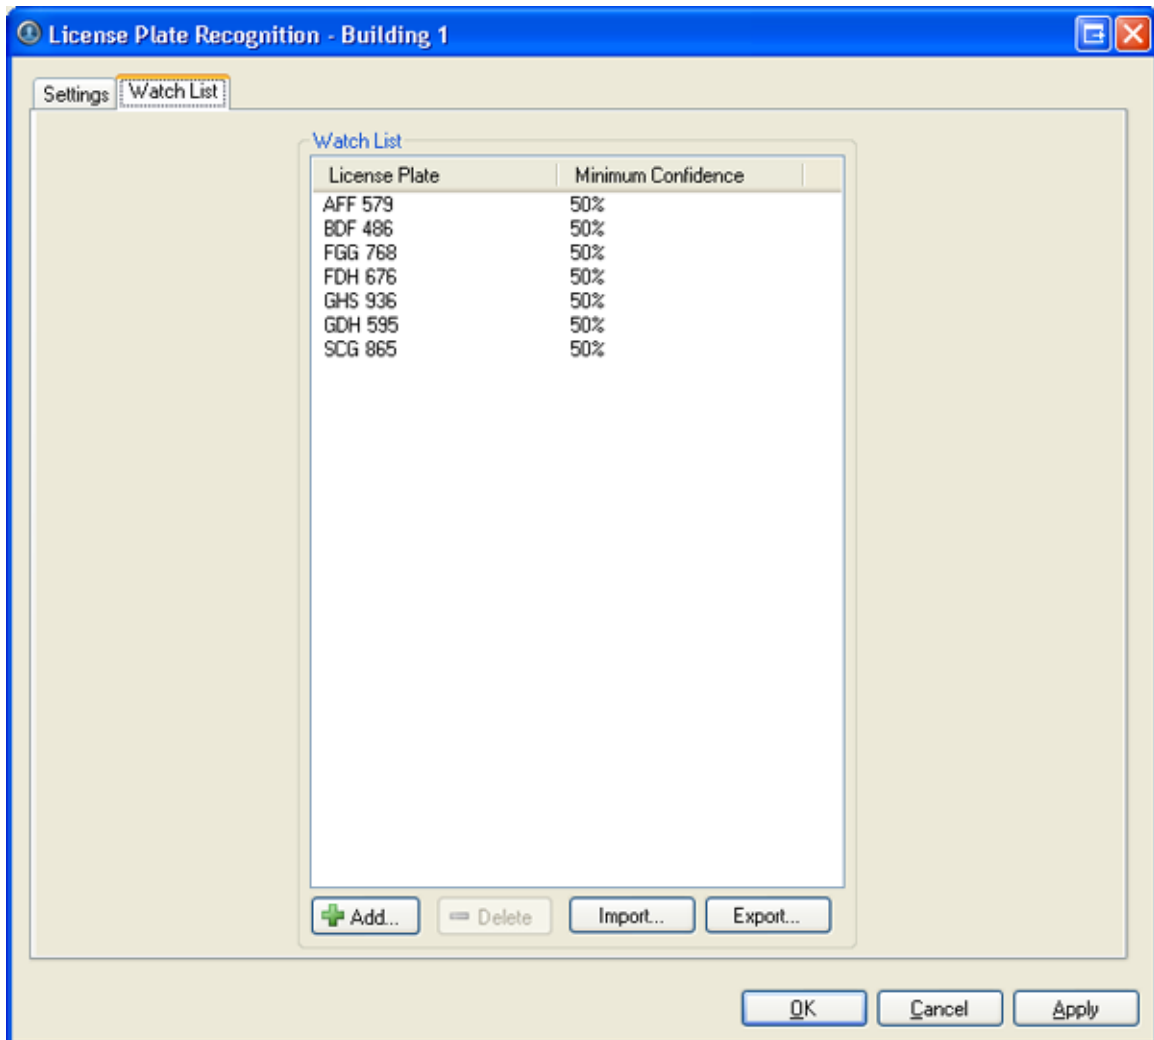 License Plate Recognition - Building 1
Settings Watch List
Watch List
License Plate Minimum Confidence
AFF 579 50%
BDF 486 50%
FGG 768 50%
FDH 676 50%
GHS 936 50%
GDH 595 50%
SCG 865 50%
Add... Delete Import... Export...
OK Cancel Apply